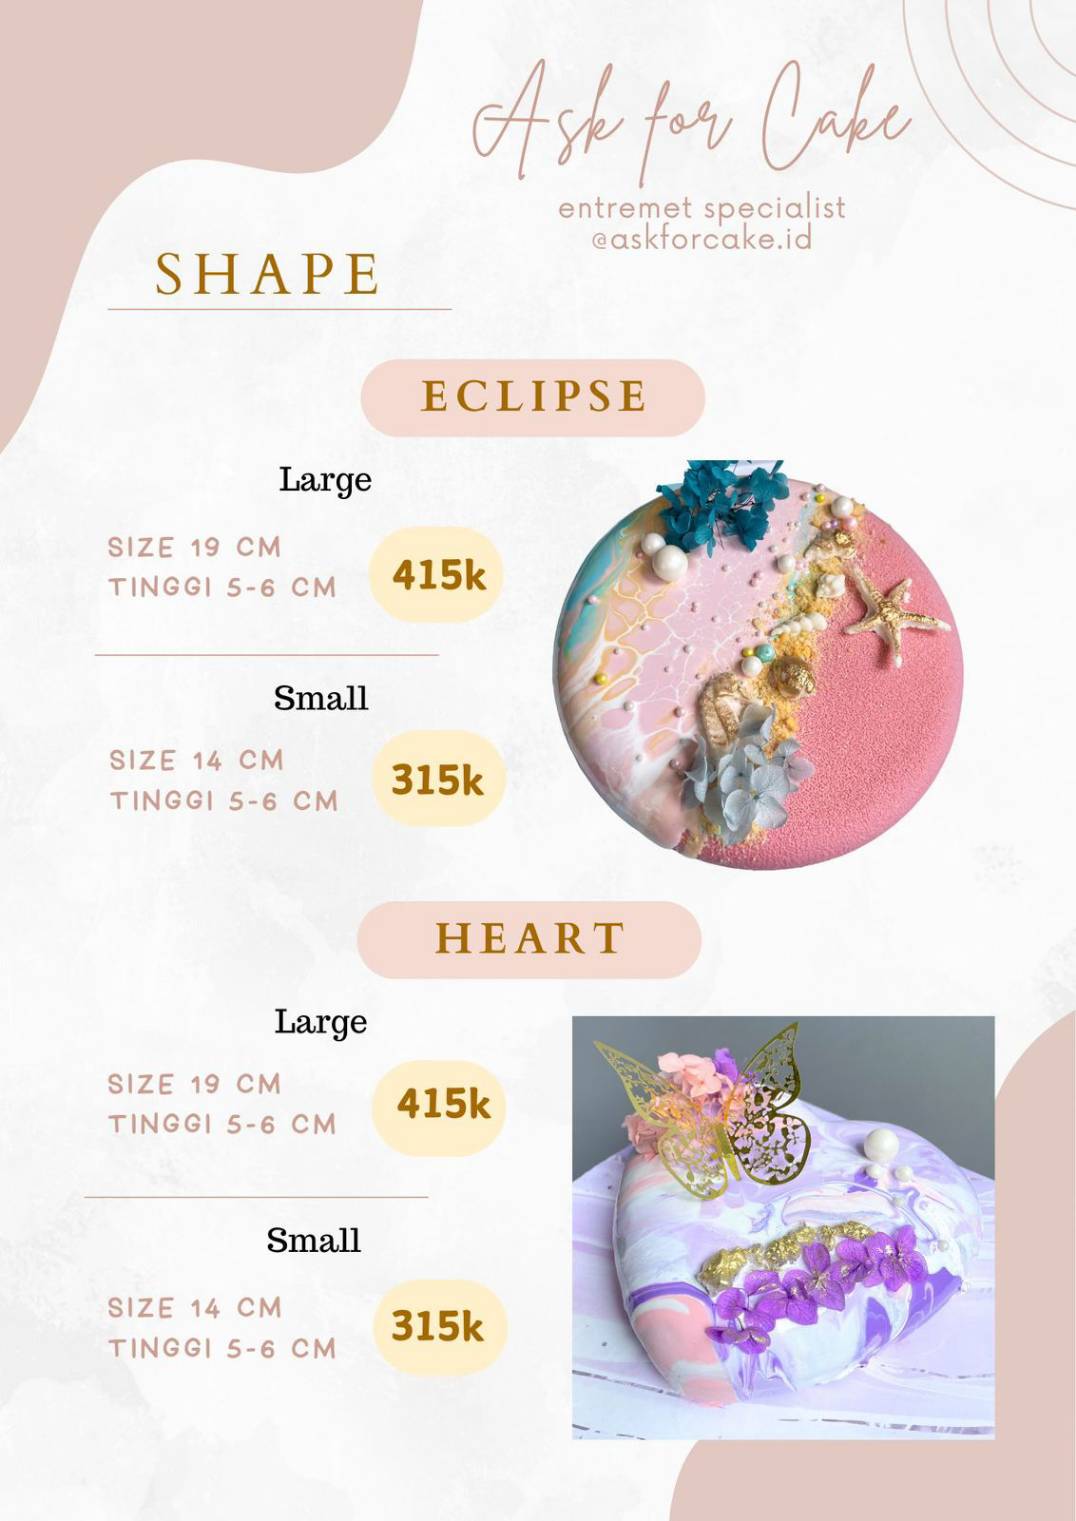 Ask for Cake
entremet specialist
@askforcake.id
SHAPE
ECLIPSE
Large
SIZE 19 CM
TINGGI 5-6 CM
415k
Small
SIZE 14 CM
TINGGI 5-6 CM
315k
HEART
Large
SIZE 19 CM
TINGGI 5-6 CM
415k
Small
SIZE 14 CM
TINGGI 5-6 CM
315k